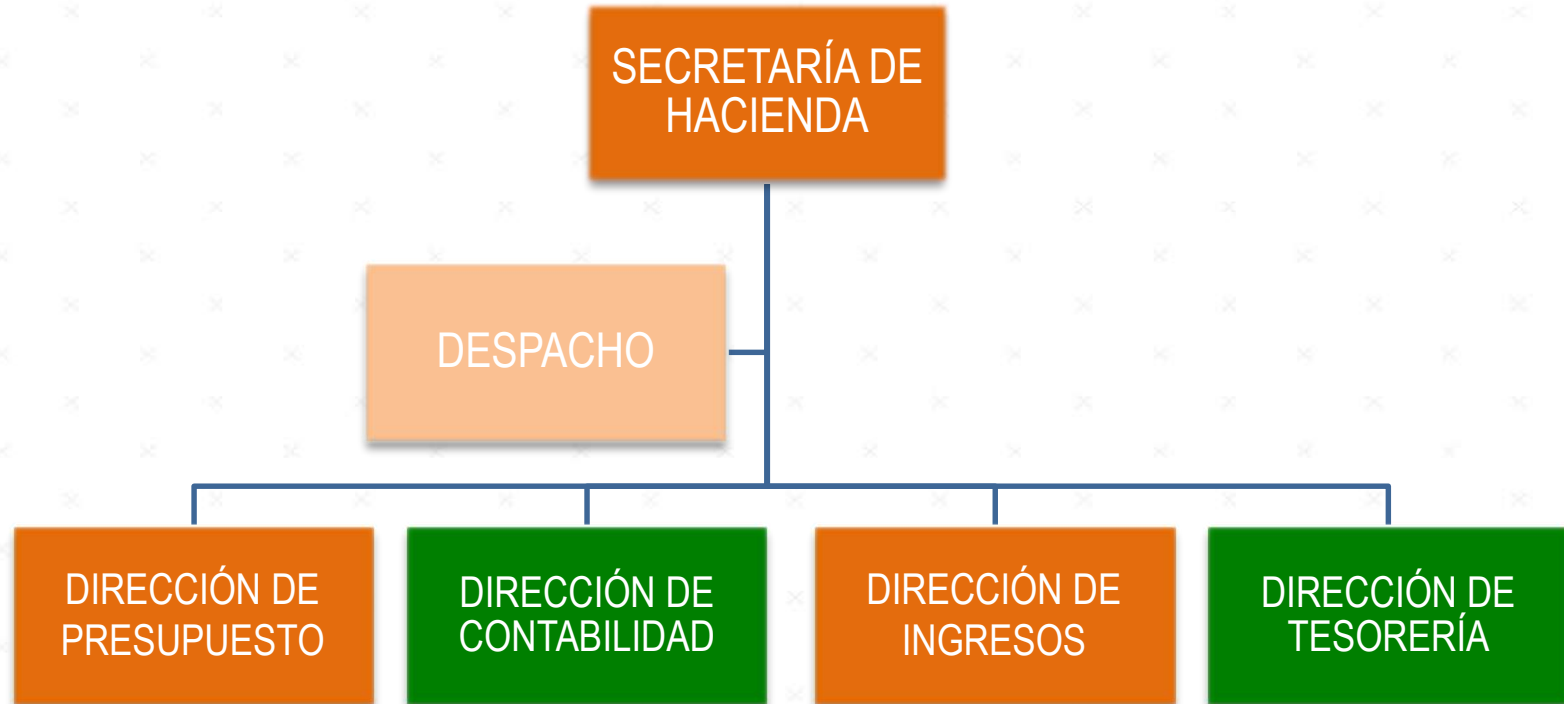 SECRETARÍA DE
HACIENDA
DESPACHO
DIRECCIÓN DE
PRESUPUESTO
DIRECCIÓN DE
CONTABILIDAD
DIRECCIÓN DE
INGRESOS
DIRECCIÓN DE
TESORERÍA